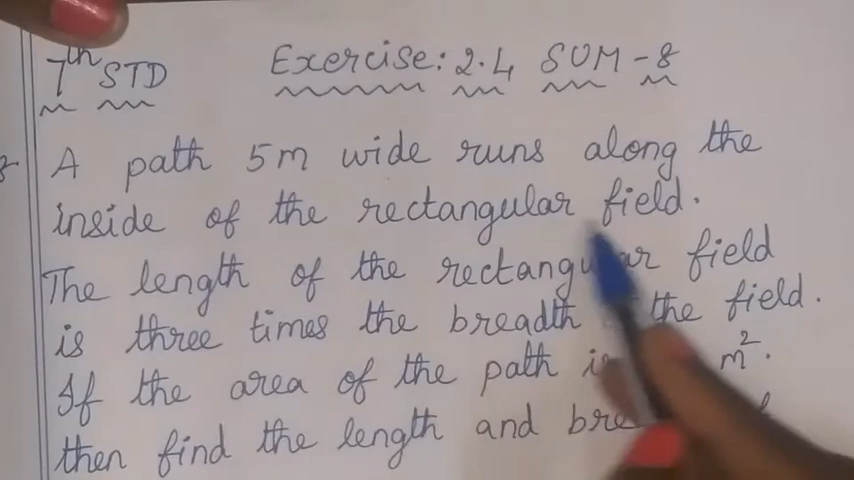 7th STD Exercise: 2.4 SUM - 8
A path 5m wide runs along the
inside of the rectangular field.
The length of the rectangular field
is three times the breadth the field.
If the area of the path m².
then find the length and